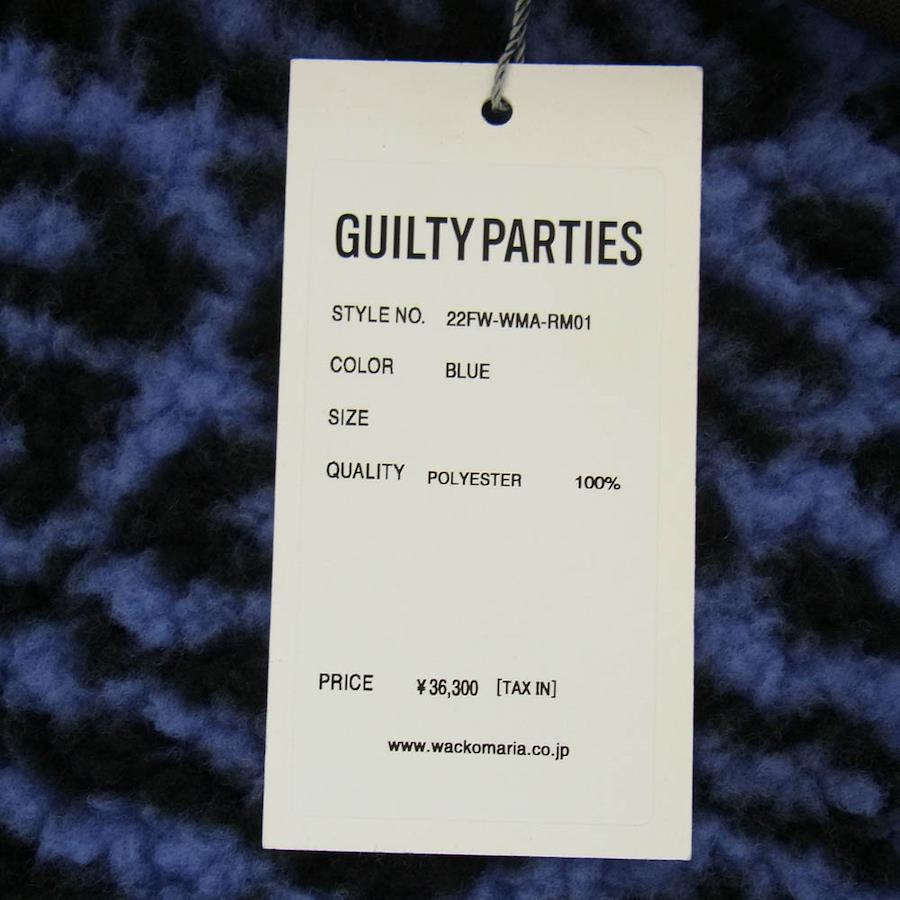 GUILTY PARTIES
STYLE NO. 22FW-WMA-RM01
COLOR BLUE
SIZE
QUALITY POLYESTER 100%
PRICE ¥36,300 [TAX IN]
www.wackomaria.co.jp